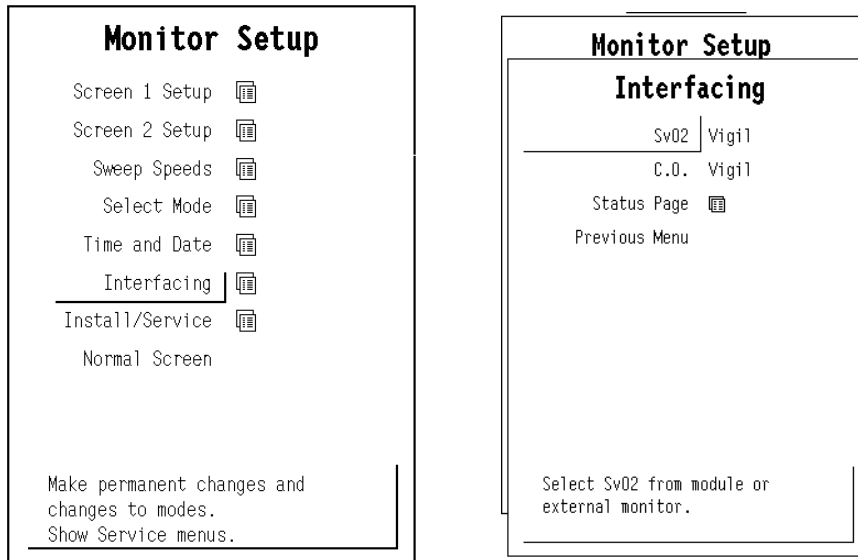 Monitor Setup
Screen 1 Setup
Screen 2 Setup
Sweep Speeds
Select Mode
Time and Date
Interfacing
Install/Service
Normal Screen
Make permanent changes and
changes to modes.
Show Service menus.
Monitor Setup
Interfacing
SvO2 Vigil
C.O. Vigil
Status Page
Previous Menu
Select SvO2 from module or
external monitor.